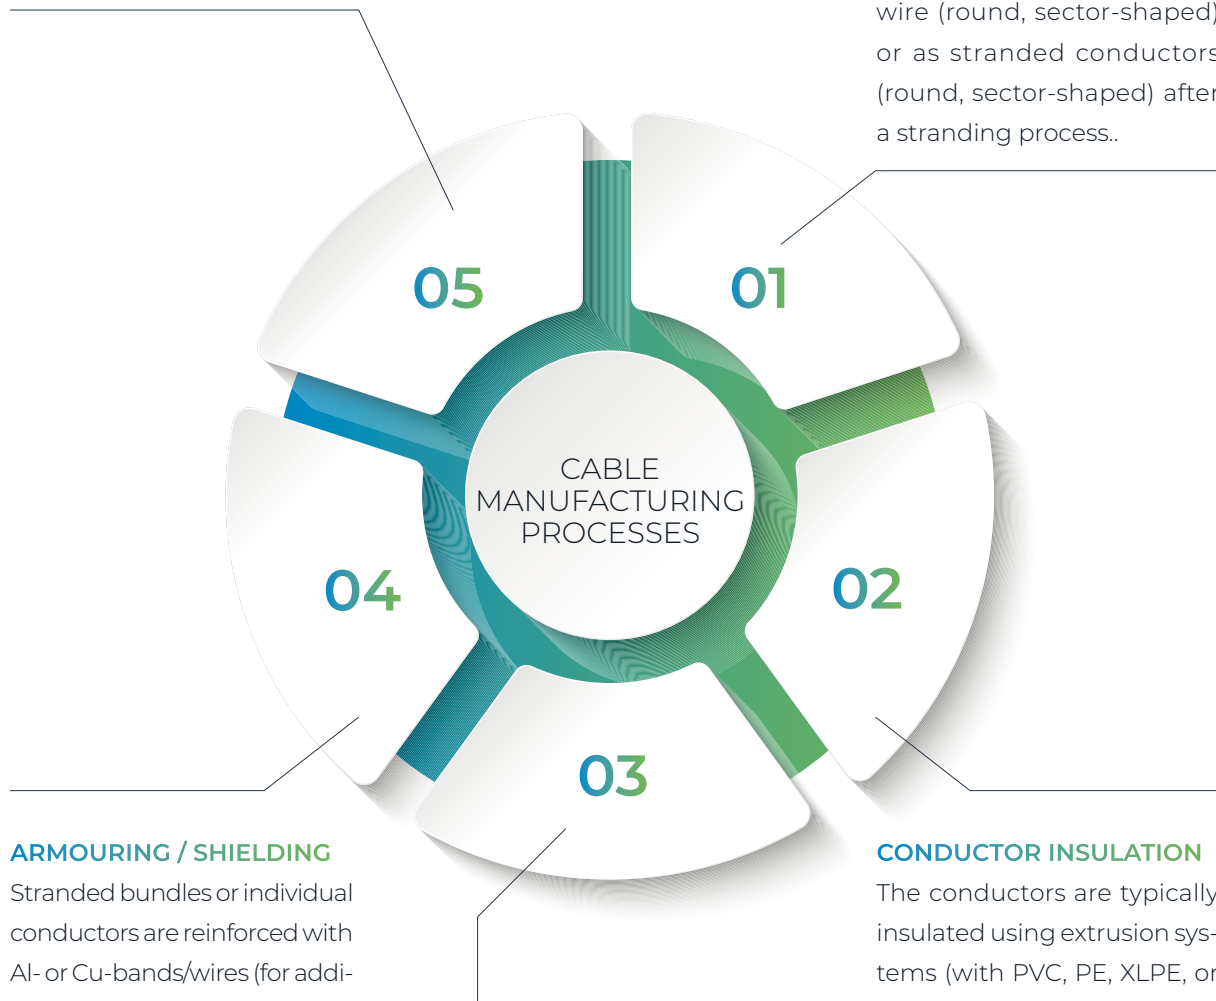 wire (round, sector-shaped)
or as stranded conductors
(round, sector-shaped) after
a stranding process..
05
01
CABLE
MANUFACTURING
PROCESSES
04
02
03
ARMOURING / SHIELDING
Stranded bundles or individual
conductors are reinforced with
Al- or Cu-bands/wires (for addi-
CONDUCTOR INSULATION
The conductors are typically
insulated using extrusion sys-
tems (with PVC, PE, XLPE, or